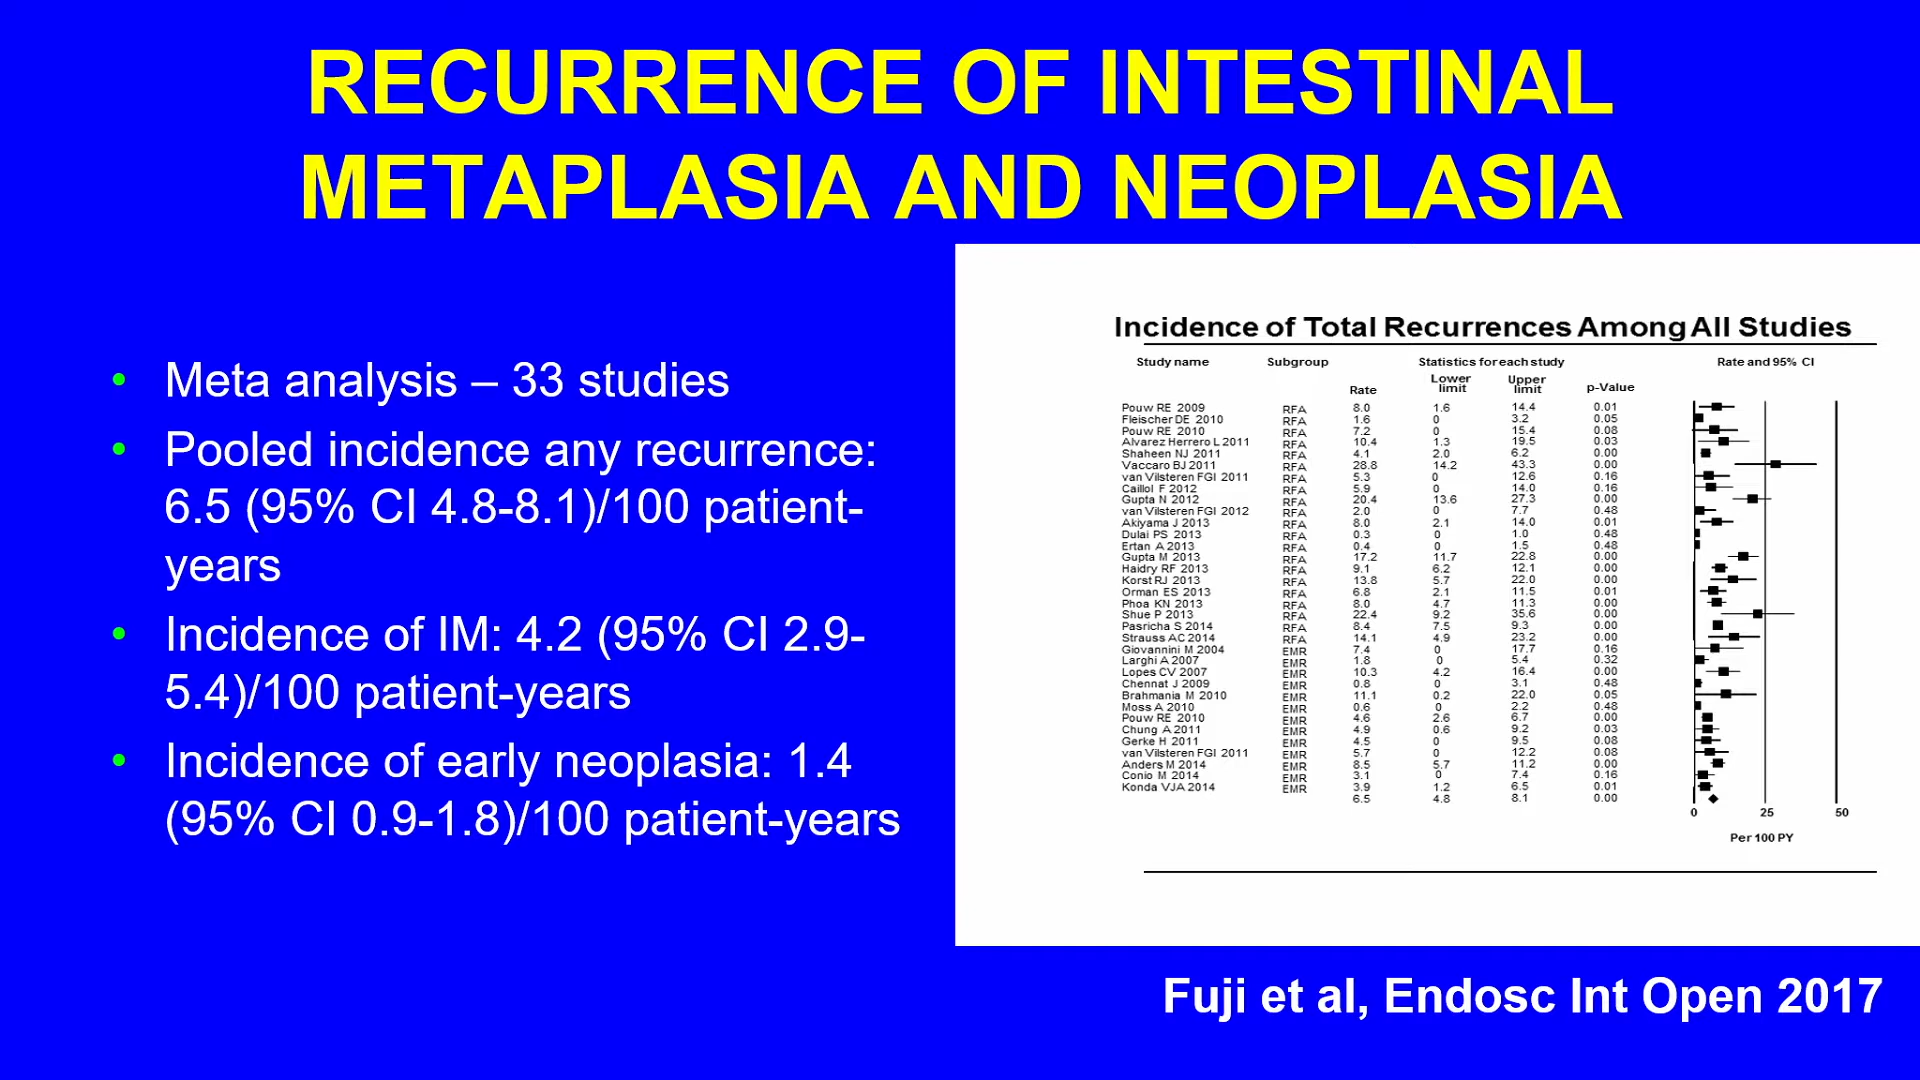 RECURRENCE OF INTESTINAL
METAPLASIA AND NEOPLASIA
• Meta analysis – 33 studies
• Pooled incidence any recurrence:
6.5 (95% CI 4.8-8.1)/100 patient-
years
• Incidence of IM: 4.2 (95% CI 2.9-
5.4)/100 patient-years
• Incidence of early neoplasia: 1.4
(95% CI 0.9-1.8)/100 patient-years
Incidence of Total Recurrences Among All Studies
Study name Subgroup Statistics for each study Rate and 95% CI
Rate Lower limit Upper limit p-Value
Pouw RE 2009 RFA 8.0 1.6 14.4 0.01
Fleischer DE 2010 RFA 1.6 0 3.2 0.05
Pouw RE 2010 RFA 7.2 0 15.4 0.08
Alvarez Herrero L 2011 RFA 10.4 1.3 19.5 0.03
Shaheen NJ 2011 RFA 4.1 2.0 6.2 0.00
Vaccaro BJ 2011 RFA 28.8 14.2 43.3 0.00
van Vilsteren FGI 2011 RFA 5.3 0 12.6 0.16
Caillol F 2012 RFA 5.9 0 14.0 0.16
Gupta N 2012 RFA 20.4 13.6 27.3 0.00
van Vilsteren FGI 2012 RFA 2.0 0 7.7 0.48
Akiyama J 2013 RFA 8.0 2.1 14.0 0.01
Dulai PS 2013 RFA 0.3 0 1.0 0.48
Ertan A 2013 RFA 0.4 0 1.5 0.48
Gupta M 2013 RFA 17.2 11.7 22.8 0.00
Haidry RF 2013 RFA 9.1 6.2 12.1 0.00
Korst RJ 2013 RFA 13.8 5.7 22.0 0.00
Orman ES 2013 RFA 6.8 2.1 11.5 0.01
Phoa KN 2013 RFA 8.0 4.7 11.3 0.00
Shue P 2013 RFA 22.4 9.2 35.6 0.00
Pasricha S 2014 RFA 8.4 7.5 9.3 0.00
Strauss AC 2014 RFA 14.1 4.9 23.2 0.00
Giovannini M 2004 EMR 7.4 0 17.7 0.16
Larghi A 2007 EMR 1.8 0 5.4 0.32
Lopes CV 2007 EMR 10.3 4.2 16.4 0.00
Chennat J 2009 EMR 0.8 0 3.1 0.48
Brahmania M 2010 EMR 11.1 0.2 22.0 0.05
Moss A 2010 EMR 0.6 0 2.2 0.48
Pouw RE 2010 EMR 4.6 2.6 6.7 0.00
Chung A 2011 EMR 4.9 0.6 9.2 0.03
Gerke H 2011 EMR 4.5 0 9.5 0.08
van Vilsteren FGI 2011 EMR 5.7 0 12.2 0.08
Anders M 2014 EMR 8.5 5.7 11.2 0.00
Conio M 2014 EMR 3.1 0 7.4 0.16
Konda VJA 2014 EMR 3.9 1.2 6.5 0.01
6.5 4.8 8.1 0.00
0 25 50
Per 100 PY
Fuji et al, Endosc Int Open 2017